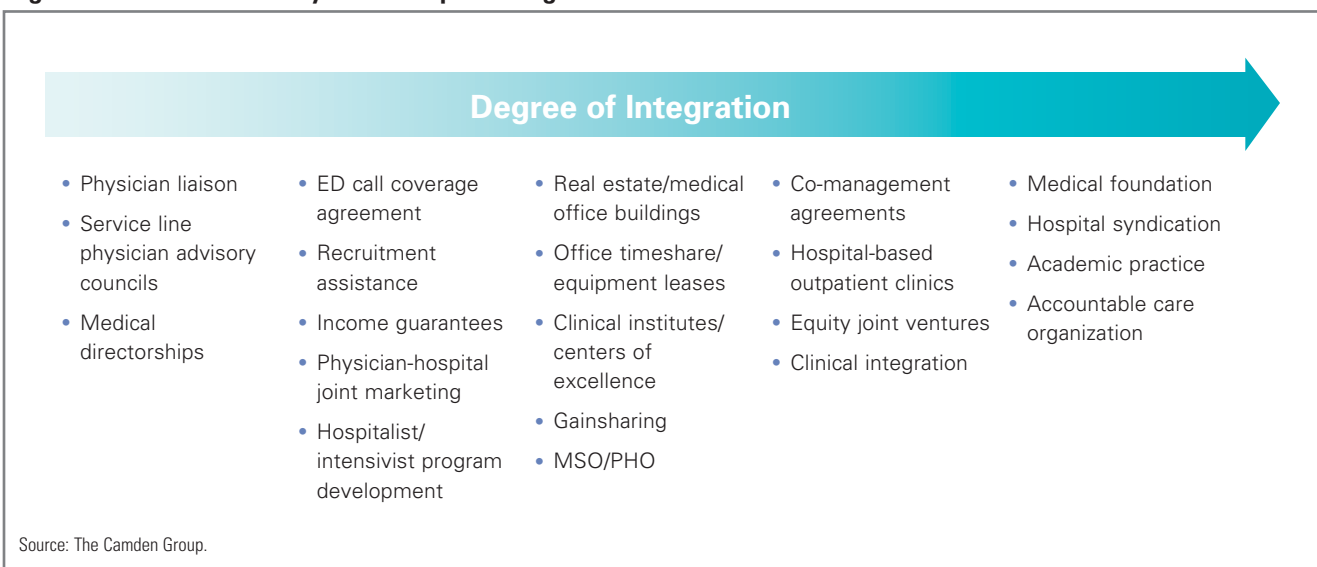 Degree of Integration
• Physician liaison
• Service line
physician advisory
councils
• Medical
directorships
• ED call coverage
agreement
• Recruitment
assistance
• Income guarantees
• Physician-hospital
joint marketing
• Hospitalist/
intensivist program
development
• Real estate/medical
office buildings
• Office timeshare/
equipment leases
• Clinical institutes/
centers of
excellence
• Gainsharing
• MSO/PHO
• Co-management
agreements
• Hospital-based
outpatient clinics
• Equity joint ventures
• Clinical integration
• Medical foundation
• Hospital syndication
• Academic practice
• Accountable care
organization
Source: The Camden Group.